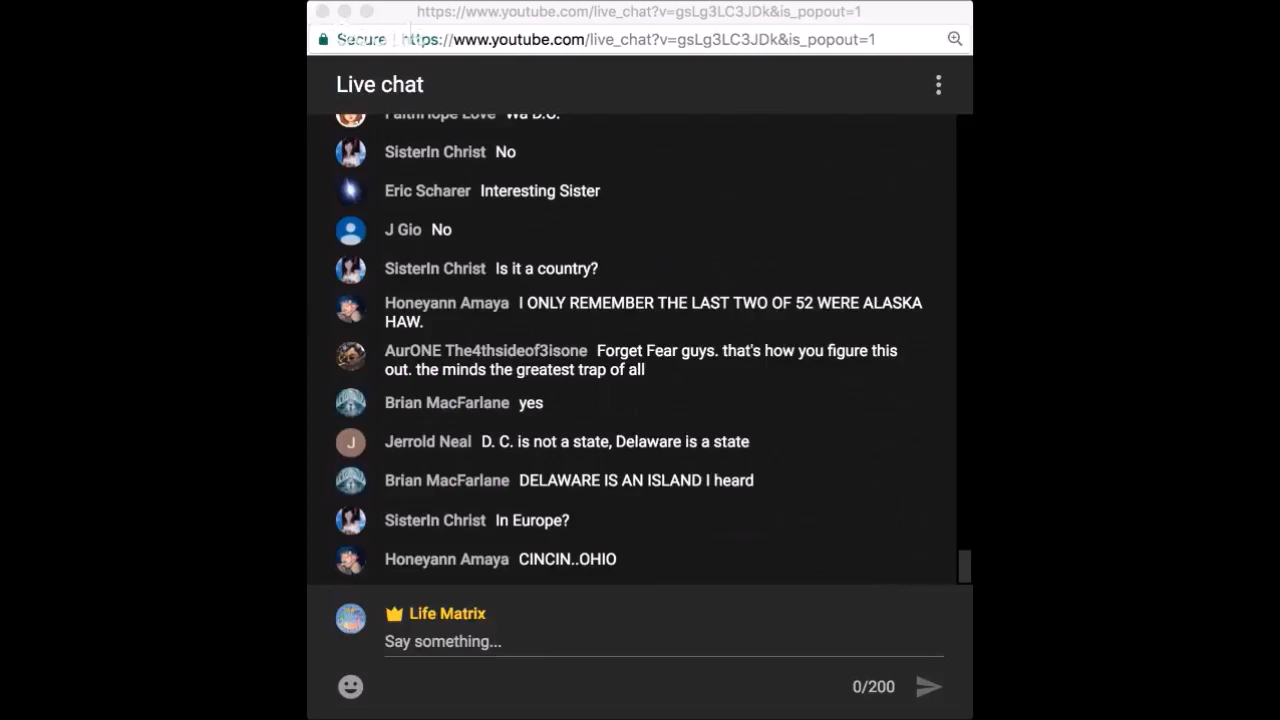 https://www.youtube.com/live_chat?v=gsLg3LC3JDk&is_popout=1
Secure https://www.youtube.com/live_chat?v=gsLg3LC3JDk&is_popout=1
Live chat
FaithHope Love Wa D.C.
SisterIn Christ No
Eric Scharer Interesting Sister
J Gio No
SisterIn Christ Is it a country?
Honeyann Amaya I ONLY REMEMBER THE LAST TWO OF 52 WERE ALASKA
HAW.
AurONE The4thsideof3isone Forget Fear guys. that's how you figure this
out. the minds the greatest trap of all
Brian MacFarlane yes
J Jerrold Neal D. C. is not a state, Delaware is a state
Brian MacFarlane DELAWARE IS AN ISLAND I heard
SisterIn Christ In Europe?
Honeyann Amaya CINCIN..OHIO
Life Matrix
Say something...
0/200